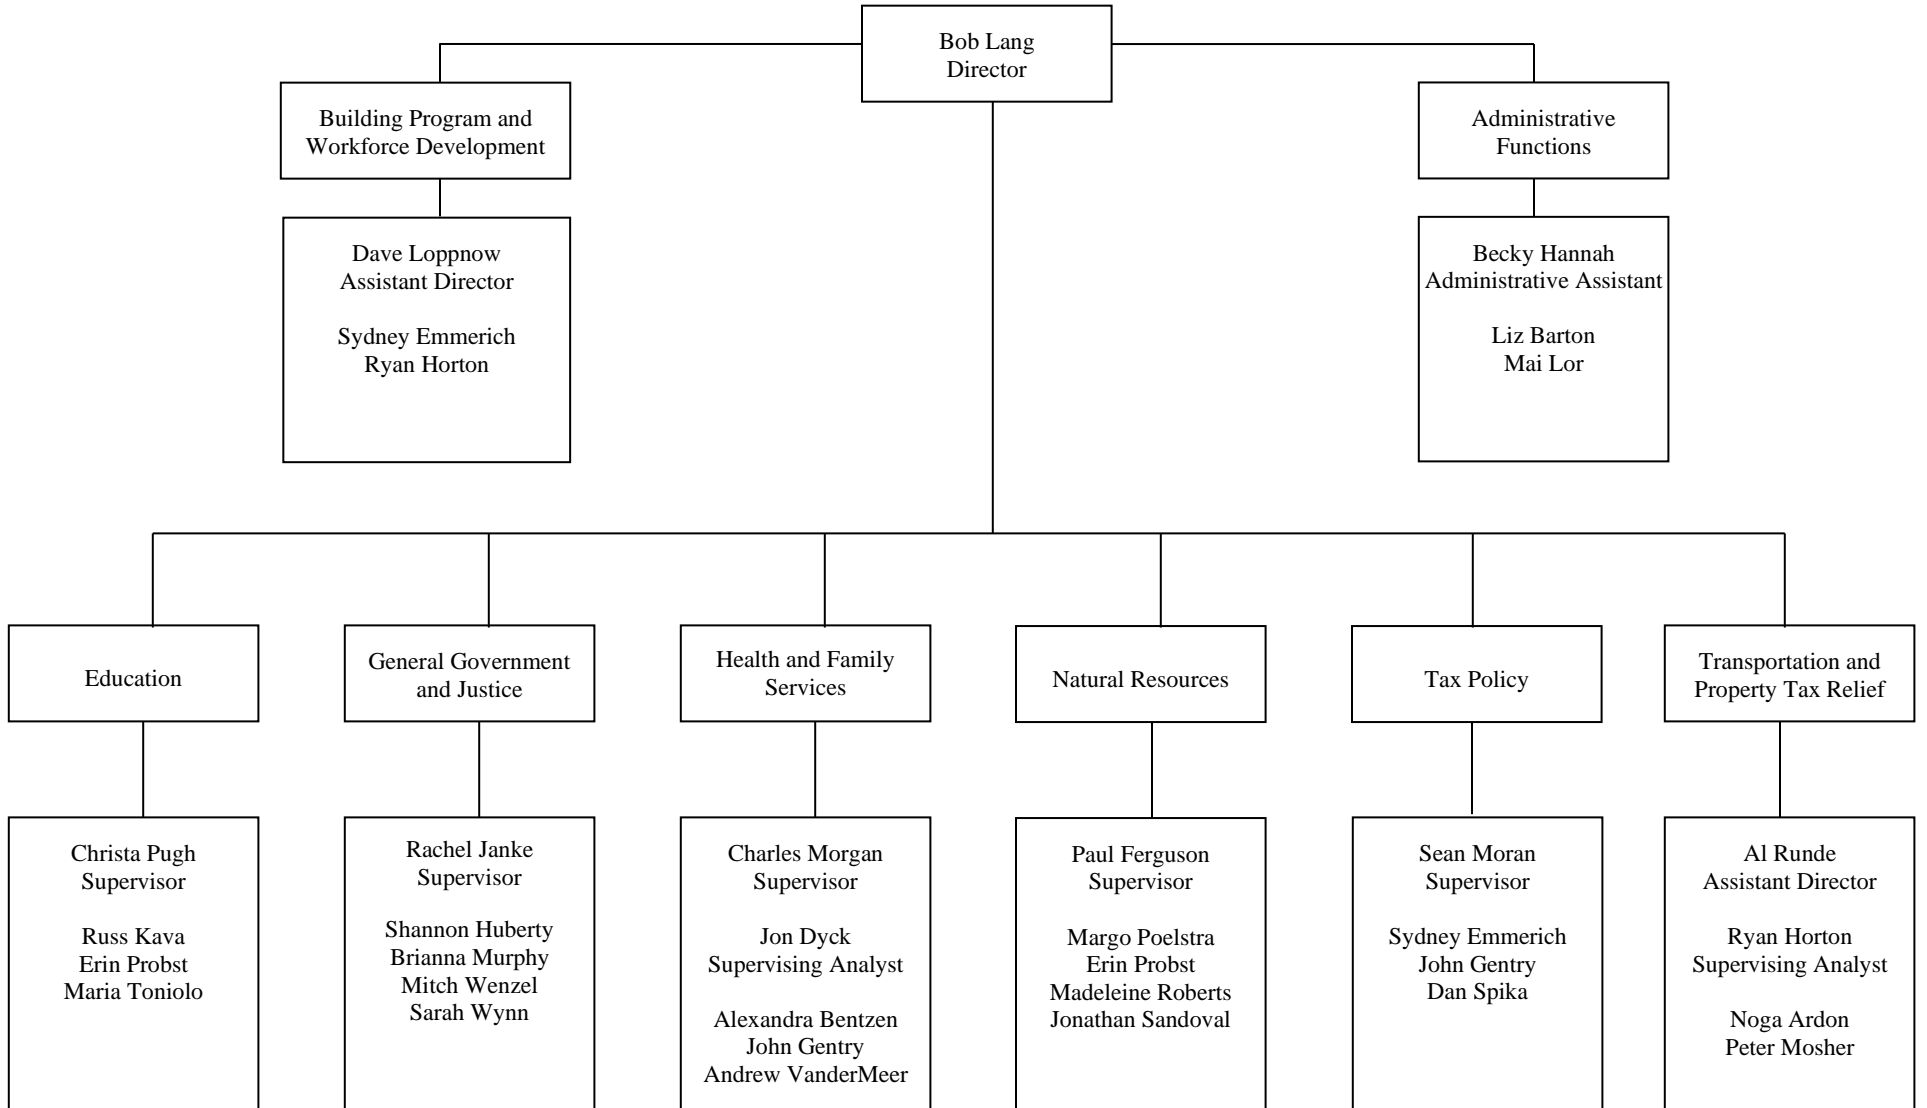 Bob Lang
Director
Building Program and
Workforce Development
Administrative
Functions
Dave Loppnow
Assistant Director
Sydney Emmerich
Ryan Horton
Becky Hannah
Administrative Assistant
Liz Barton
Mai Lor
Education
General Government
and Justice
Health and Family
Services
Natural Resources
Tax Policy
Transportation and
Property Tax Relief
Christa Pugh
Supervisor
Russ Kava
Erin Probst
Maria Toniolo
Rachel Janke
Supervisor
Shannon Huberty
Brianna Murphy
Mitch Wenzel
Sarah Wynn
Charles Morgan
Supervisor
Jon Dyck
Supervising Analyst
Alexandra Bentzen
John Gentry
Andrew VanderMeer
Paul Ferguson
Supervisor
Margo Poelstra
Erin Probst
Madeleine Roberts
Jonathan Sandoval
Sean Moran
Supervisor
Sydney Emmerich
John Gentry
Dan Spika
Al Runde
Assistant Director
Ryan Horton
Supervising Analyst
Noga Ardon
Peter Mosher